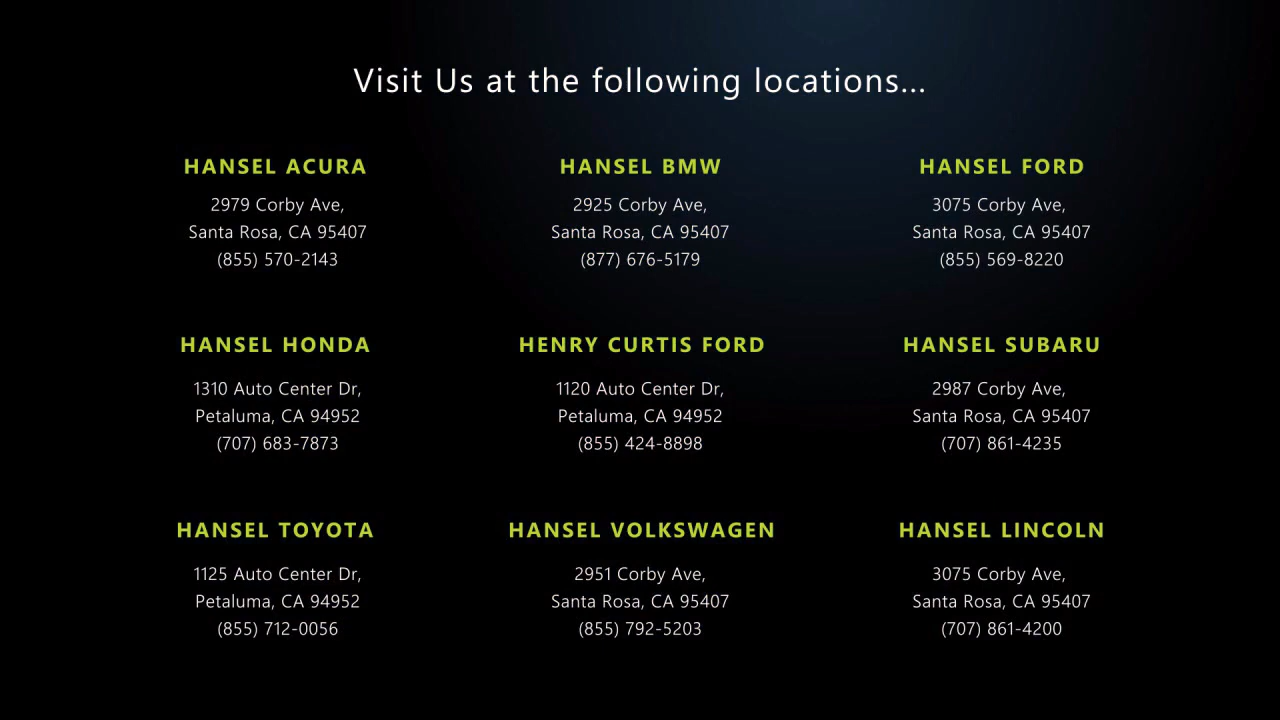 Visit Us at the following locations...
HANSEL ACURA
2979 Corby Ave,
Santa Rosa, CA 95407
(855) 570-2143
HANSEL BMW
2925 Corby Ave,
Santa Rosa, CA 95407
(877) 676-5179
HANSEL FORD
3075 Corby Ave,
Santa Rosa, CA 95407
(855) 569-8220
HANSEL HONDA
1310 Auto Center Dr,
Petaluma, CA 94952
(707) 683-7873
HENRY CURTIS FORD
1120 Auto Center Dr,
Petaluma, CA 94952
(855) 424-8898
HANSEL SUBARU
2987 Corby Ave,
Santa Rosa, CA 95407
(707) 861-4235
HANSEL TOYOTA
1125 Auto Center Dr,
Petaluma, CA 94952
(855) 712-0056
HANSEL VOLKSWAGEN
2951 Corby Ave,
Santa Rosa, CA 95407
(855) 792-5203
HANSEL LINCOLN
3075 Corby Ave,
Santa Rosa, CA 95407
(707) 861-4200